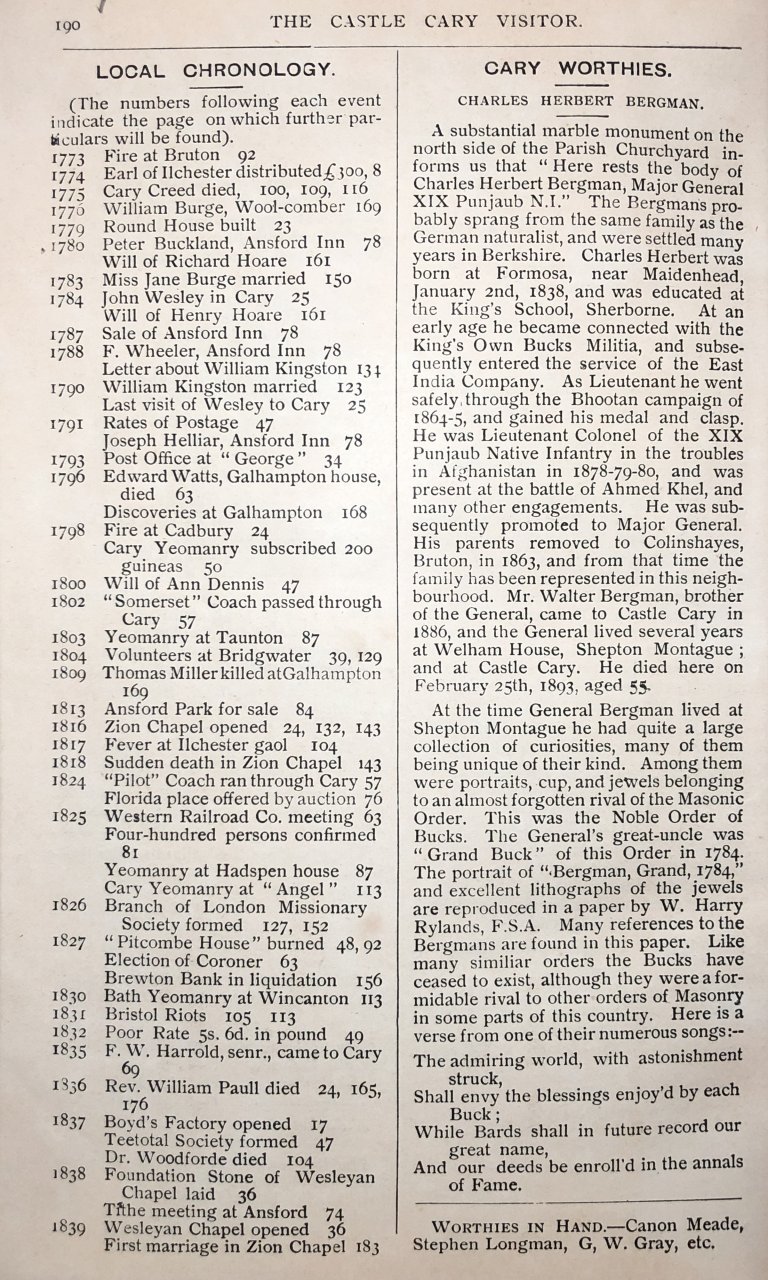 190
THE CASTLE CARY VISITOR.
LOCAL CHRONOLOGY.
(The numbers following each event
indicate the page on which further par-
ticulars will be found).
1773 Fire at Bruton 92
1774 Earl of Ilchester distributed £300, 8
1775 Cary Creed died, 100, 109, 116
1776 William Burge, Wool-comber 169
1779 Round House built 23
1780 Peter Buckland, Ansford Inn 78
Will of Richard Hoare 161
1783 Miss Jane Burge married 150
1784 John Wesley in Cary 25
Will of Henry Hoare 161
1787 Sale of Ansford Inn 78
1788 F. Wheeler, Ansford Inn 78
Letter about William Kingston 134
1790 William Kingston married 123
Last visit of Wesley to Cary 25
1791 Rates of Postage 47
Joseph Helliar, Ansford Inn 78
1793 Post Office at "George" 34
1796 Edward Watts, Galhampton house,
died 63
Discoveries at Galhampton 168
1798 Fire at Cadbury 24
Cary Yeomanry subscribed 200
guineas 50
1800 Will of Ann Dennis 47
1802 "Somerset" Coach passed through
Cary 57
1803 Yeomanry at Taunton 87
1804 Volunteers at Bridgwater 39, 129
1809 Thomas Miller killed at Galhampton
169
1813 Ansford Park for sale 84
1816 Zion Chapel opened 24, 132, 143
1817 Fever at Ilchester gaol 104
1818 Sudden death in Zion Chapel 143
1824 "Pilot" Coach ran through Cary 57
Florida place offered by auction 76
1825 Western Railroad Co. meeting 63
Four-hundred persons confirmed
81
Yeomanry at Hadspen house 87
Cary Yeomanry at "Angel" 113
1826 Branch of London Missionary
Society formed 127, 152
1827 "Pitcombe House" burned 48, 92
Election of Coroner 63
Brewton Bank in liquidation 156
1830 Bath Yeomanry at Wincanton 113
1831 Bristol Riots 105 113
1832 Poor Rate 5s. 6d. in pound 49
1835 F. W. Harrold, senr., came to Cary
69
1836 Rev. William Paull died 24, 165,
176
1837 Boyd's Factory opened 17
Teetotal Society formed 47
Dr. Woodforde died 104
1838 Foundation Stone of Wesleyan
Chapel laid 36
Tithe meeting at Ansford 74
1839 Wesleyan Chapel opened 36
First marriage in Zion Chapel 183
CARY WORTHIES.
CHARLES HERBERT BERGMAN.
A substantial marble monument on the
north side of the Parish Churchyard in-
forms us that "Here rests the body of
Charles Herbert Bergman, Major General
XIX Punjaub N.I." The Bergmans pro-
bably sprang from the same family as the
German naturalist, and were settled many
years in Berkshire. Charles Herbert was
born at Formosa, near Maidenhead,
January 2nd, 1838, and was educated at
the King's School, Sherborne. At an
early age he became connected with the
King's Own Bucks Militia, and subse-
quently entered the service of the East
India Company. As Lieutenant he went
safely through the Bhootan campaign of
1864-5, and gained his medal and clasp.
He was Lieutenant Colonel of the XIX
Punjaub Native Infantry in the troubles
in Afghanistan in 1878-79-80, and was
present at the battle of Ahmed Khel, and
many other engagements. He was sub-
sequently promoted to Major General.
His parents removed to Colinshayes,
Bruton, in 1863, and from that time the
family has been represented in this neigh-
bourhood. Mr. Walter Bergman, brother
of the General, came to Castle Cary in
1886, and the General lived several years
at Welham House, Shepton Montague;
and at Castle Cary. He died here on
February 25th, 1893, aged 55.
At the time General Bergman lived at
Shepton Montague he had quite a large
collection of curiosities, many of them
being unique of their kind. Among them
were portraits, cup, and jewels belonging
to an almost forgotten rival of the Masonic
Order. This was the Noble Order of
Bucks. The General's great-uncle was
"Grand Buck" of this Order in 1784.
The portrait of "Bergman, Grand, 1784,"
and excellent lithographs of the jewels
are reproduced in a paper by W. Harry
Rylands, F.S.A. Many references to the
Bergmans are found in this paper. Like
many similiar orders the Bucks have
ceased to exist, although they were a for-
midable rival to other orders of Masonry
in some parts of this country. Here is a
verse from one of their numerous songs:--
The admiring world, with astonishment
struck,
Shall envy the blessings enjoy'd by each
Buck;
While Bards shall in future record our
great name,
And our deeds be enroll'd in the annals
of Fame.
WORTHIES IN HAND.—Canon Meade,
Stephen Longman, G, W. Gray, etc.